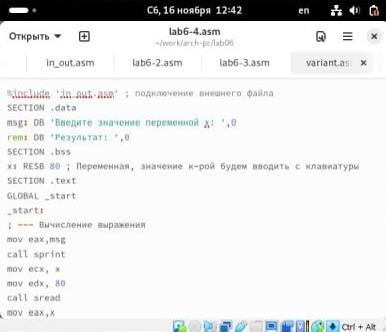 Сб, 16 ноября 12:42 en
Открыть lab6-4.asm
~/work/arch-pc/lab06
in_out.asm lab6-2.asm lab6-3.asm variant.as
%include 'in_out.asm' ; подключение внешнего файла
SECTION .data
msg: DB 'Введите значение переменной x: ',0
rem: DB 'Результат: ',0
SECTION .bss
x: RESB 80 ; Переменная, значение к-рой будем вводить с клавиатуры
SECTION .text
GLOBAL _start
_start:
; --- Вычисление выражения
mov eax,msg
call sprint
mov ecx, x
mov edx, 80
call sread
mov eax,x
Ctrl + Alt